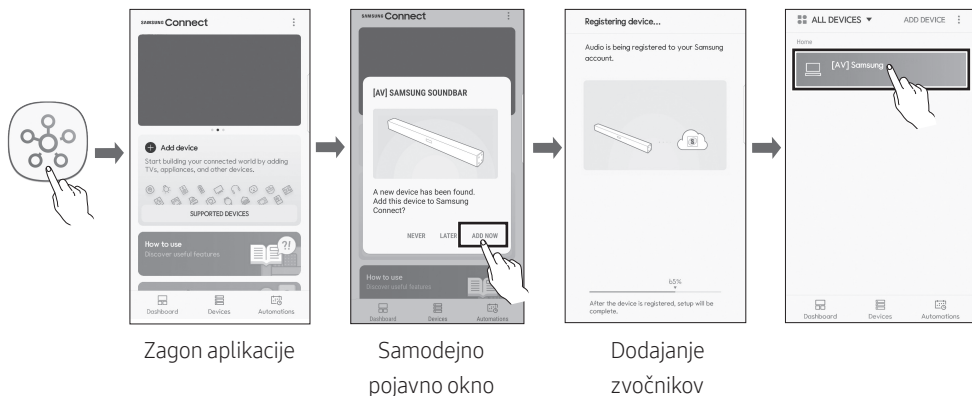 SAMSUNG Connect
Add device
Start building your connected world by adding
TVs, appliances, and other devices.
SUPPORTED DEVICES
How to use
Discover useful features
?!
Dashboard Devices Automations
Zagon aplikacije
SAMSUNG Connect
[AV] SAMSUNG SOUNDBAR
A new device has been found.
Add this device to Samsung
Connect?
NEVER LATER ADD NOW
How to use
Discover useful features
Dashboard Devices Automations
Samodejno
pojavno okno
Registering device...
Audio is being registered to your Samsung
account.
S
65%
After the device is registered, setup will be
complete.
Dodajanje
zvočnikov
ALL DEVICES ▼ ADD DEVICE
Home
[AV] Samsung
Dashboard Devices Automations